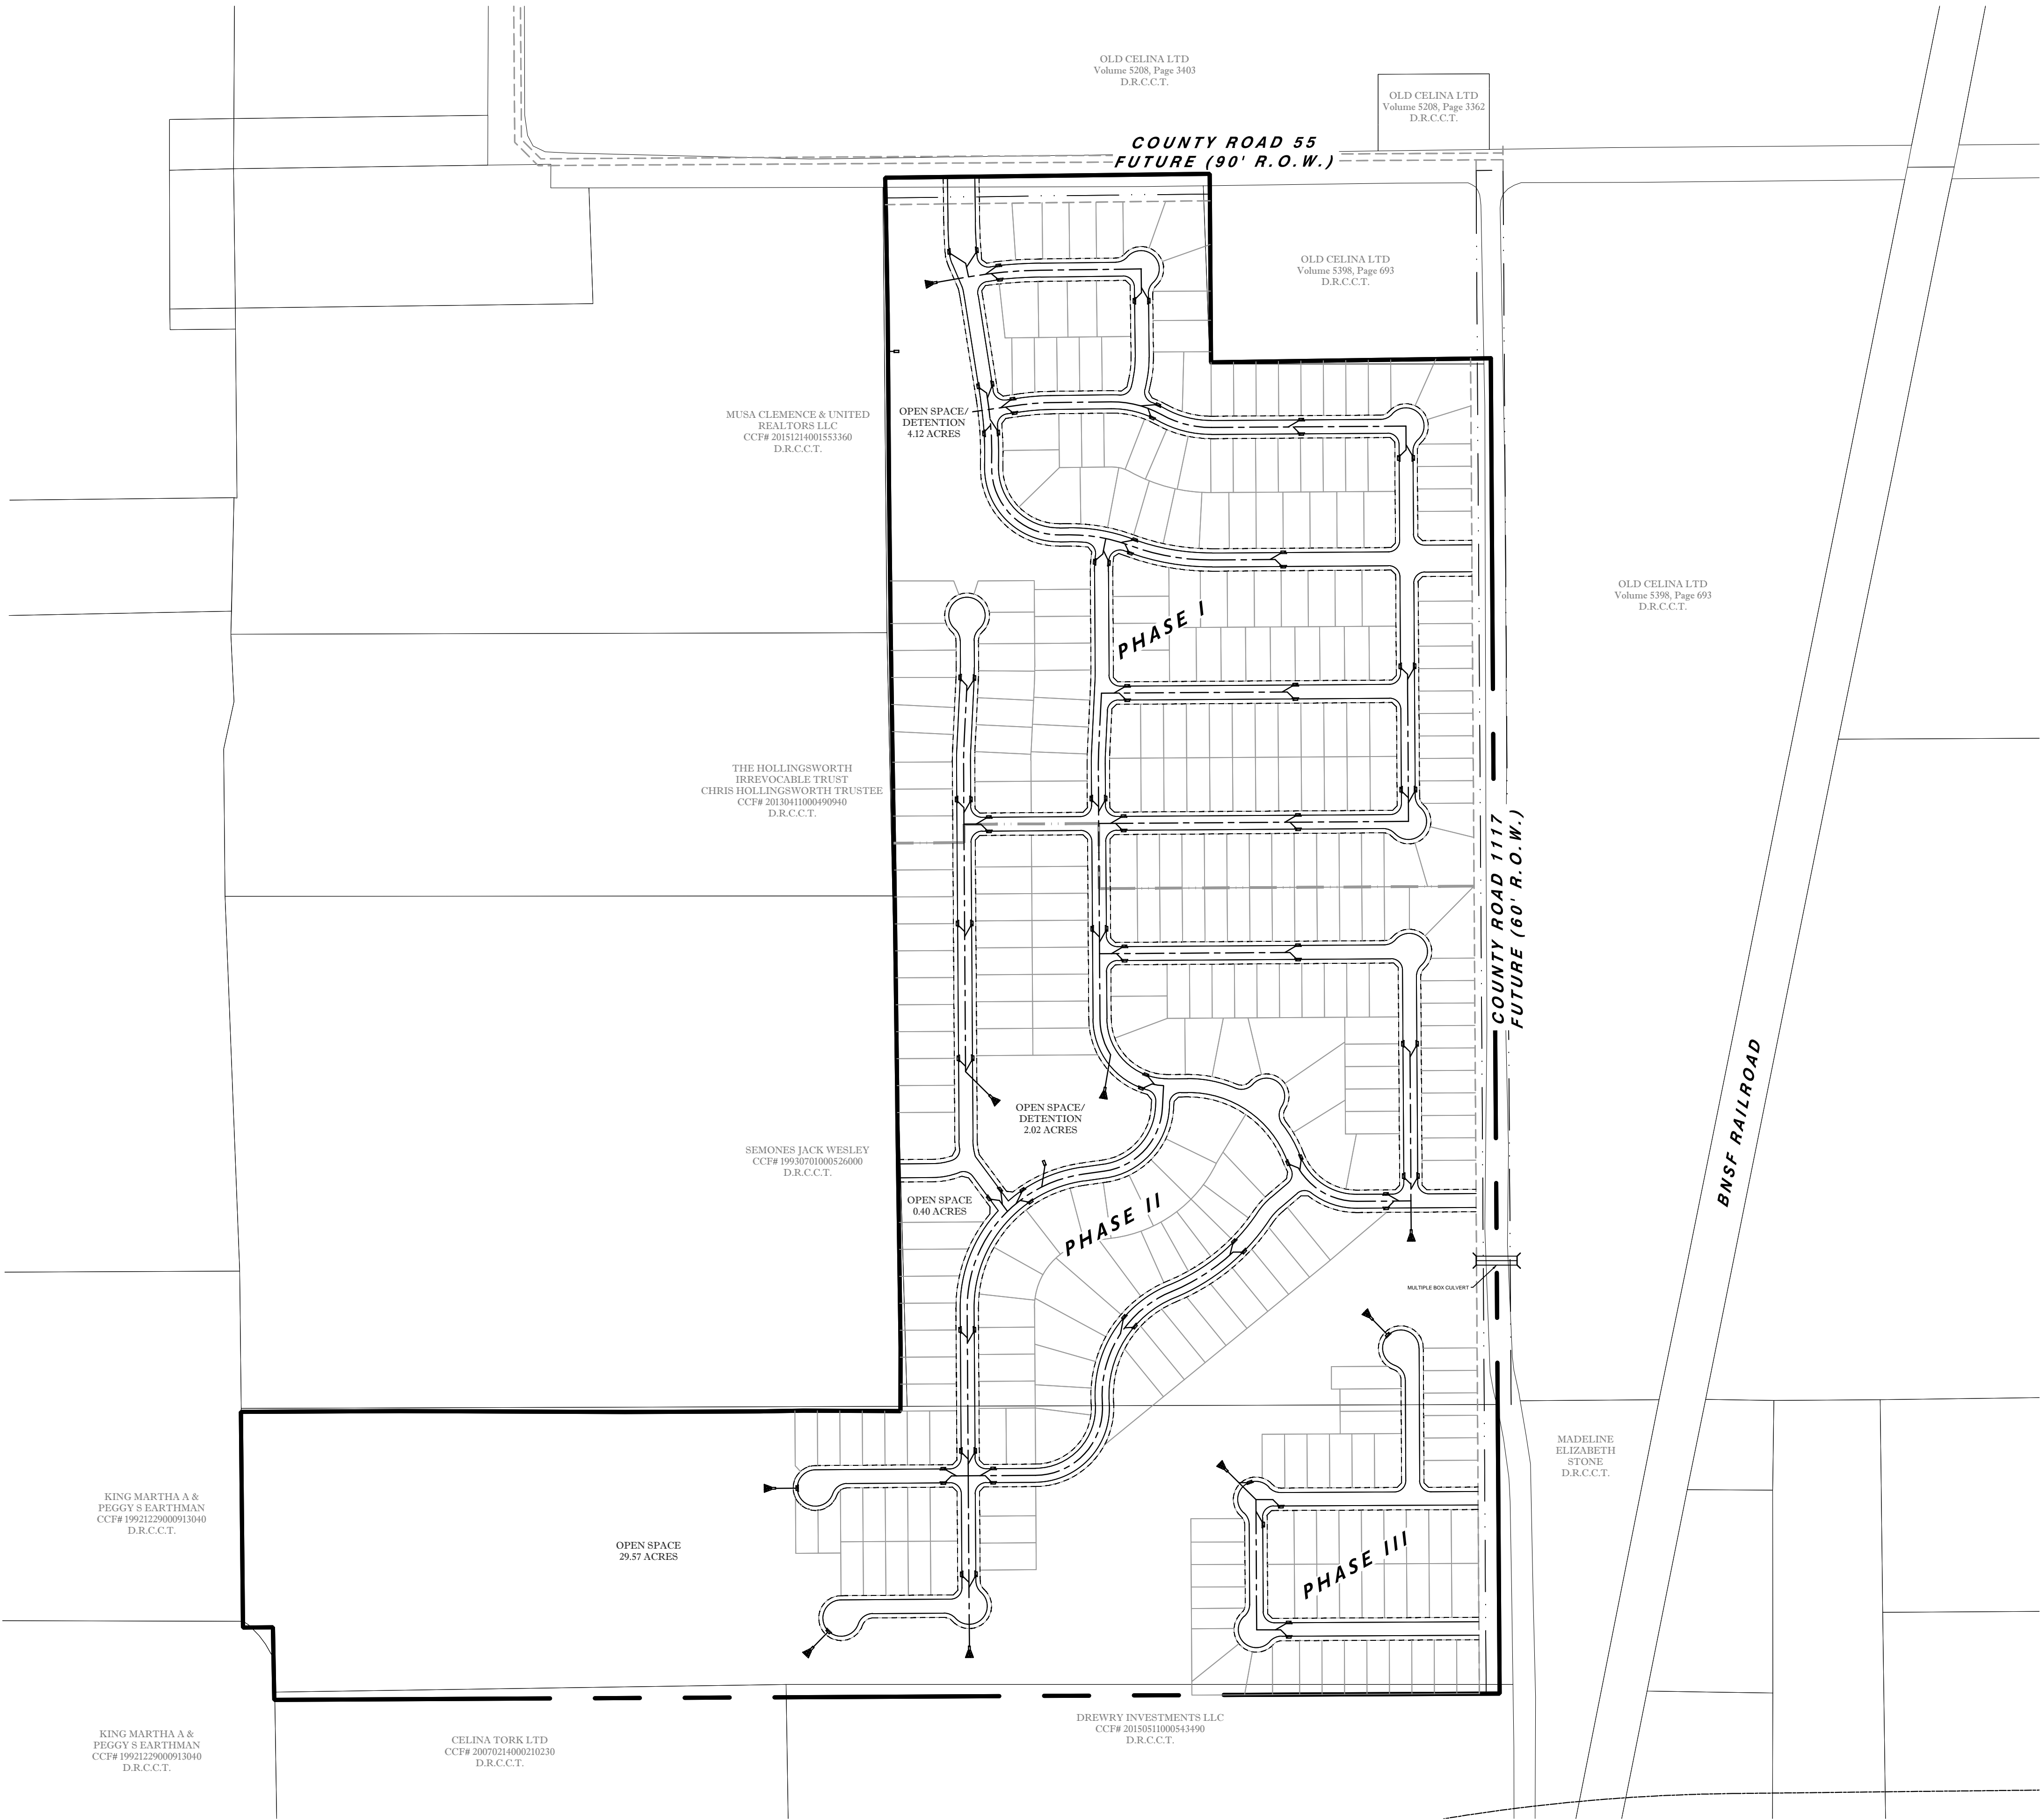 OLD CELINA LTD
Volume 5208, Page 3403
D.R.C.C.T.
OLD CELINA LTD
Volume 5208, Page 3362
D.R.C.C.T.
COUNTY ROAD 55
FUTURE (90' R.O.W.)
OLD CELINA LTD
Volume 5398, Page 693
D.R.C.C.T.
MUSA CLEMENCE & UNITED
REALTORS LLC
CCF# 20151214001553360
D.R.C.C.T.
OPEN SPACE/
DETENTION
4.12 ACRES
OLD CELINA LTD
Volume 5398, Page 693
D.R.C.C.T.
PHASE I
THE HOLLINGSWORTH
IRREVOCABLE TRUST
CHRIS HOLLINGSWORTH TRUSTEE
CCF# 20130411000490940
D.R.C.C.T.
COUNTY ROAD 1117
FUTURE (60' R.O.W.)
BNSF RAILROAD
OPEN SPACE/
DETENTION
2.02 ACRES
SEMONES JACK WESLEY
CCF# 19930701000526000
D.R.C.C.T.
OPEN SPACE
0.40 ACRES
PHASE II
MULTIPLE BOX CULVERT
MADELINE
ELIZABETH
STONE
D.R.C.C.T.
KING MARTHA A &
PEGGY S EARTHMAN
CCF# 19921229000913040
D.R.C.C.T.
OPEN SPACE
29.57 ACRES
PHASE III
KING MARTHA A &
PEGGY S EARTHMAN
CCF# 19921229000913040
D.R.C.C.T.
CELINA TORK LTD
CCF# 20070214000210230
D.R.C.C.T.
DREWRY INVESTMENTS LLC
CCF# 20150511000543490
D.R.C.C.T.